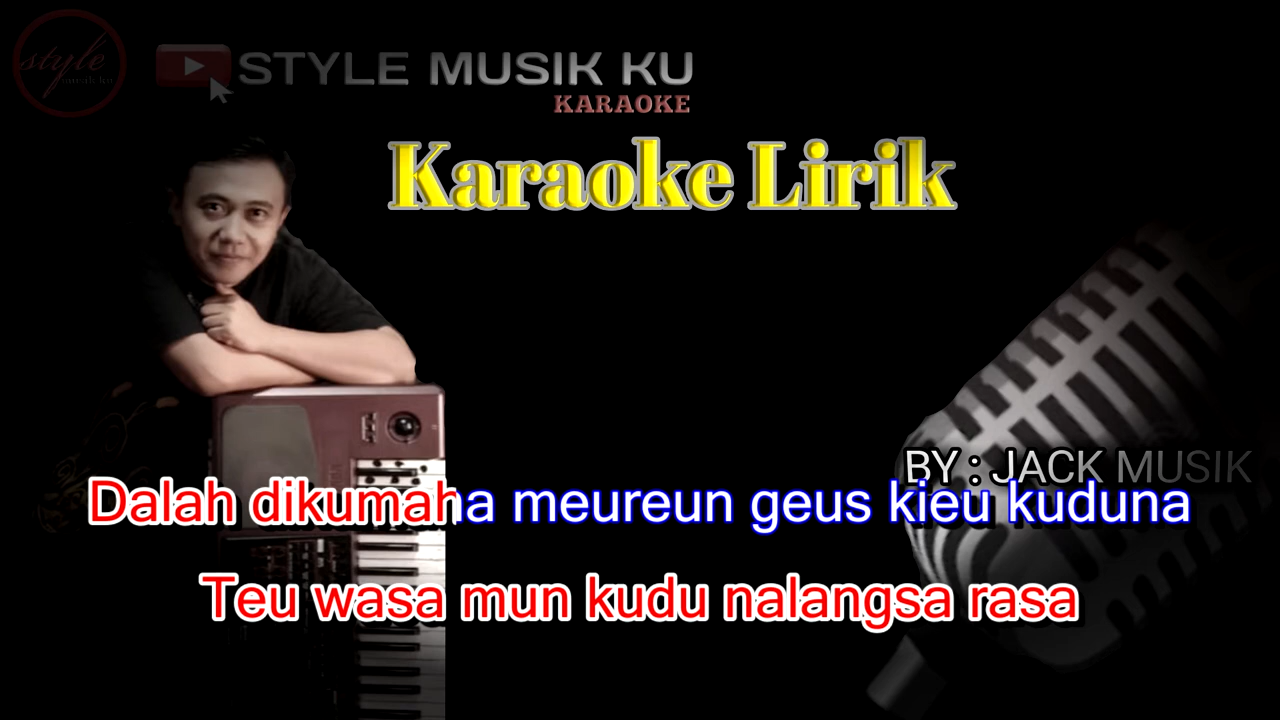 style
STYLE MUSIK KU
KARAOKE
Karaoke Lirik
BY : JACK MUSIK
Dalah dikumaha meureun geus kieu kuduna
Teu wasa mun kudu nalangsa rasa